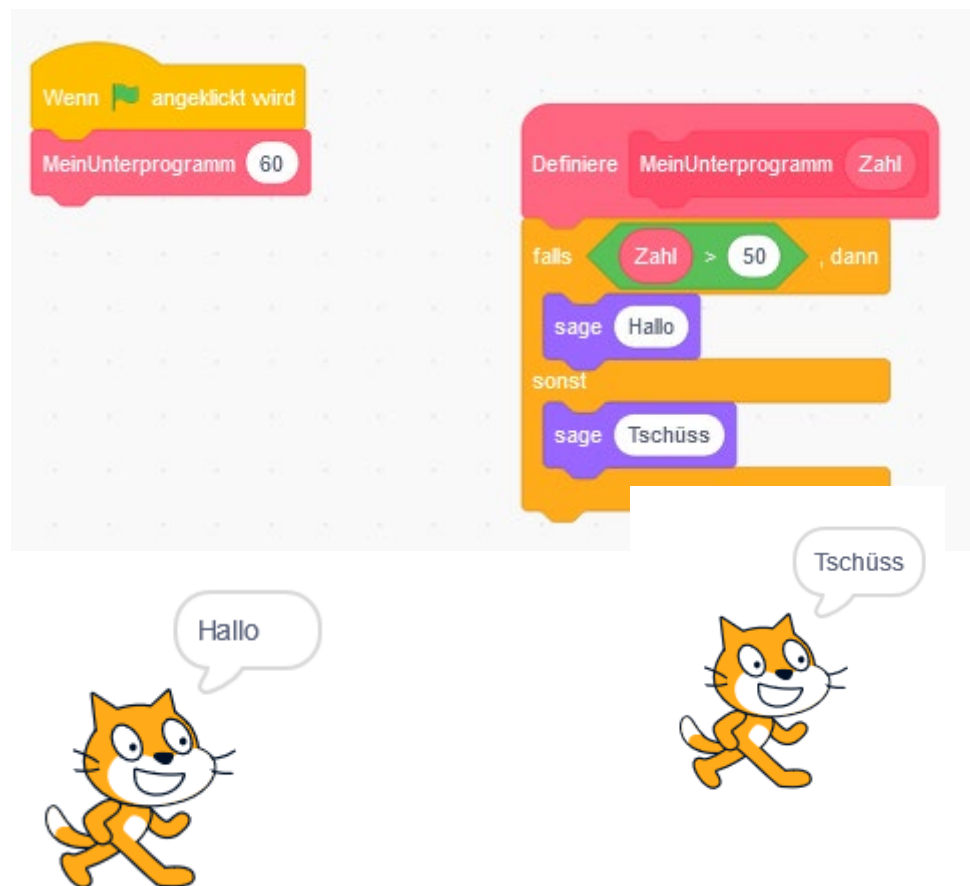 Wenn angeklickt wird
MeinUnterprogramm 60
Definiere MeinUnterprogramm Zahl
falls Zahl > 50 , dann
sage Hallo
sonst
sage Tschüss
Tschüss
Hallo